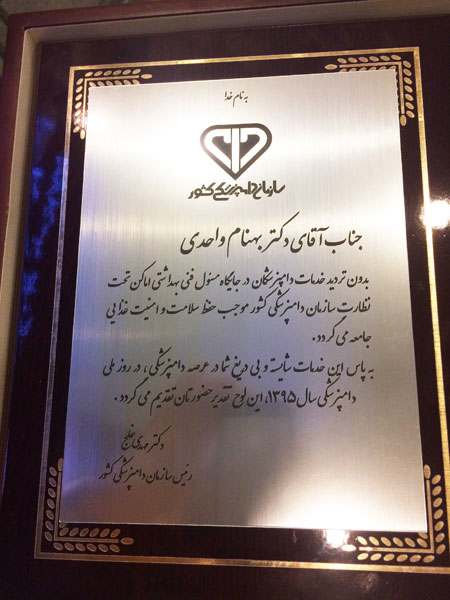 به نام خدا
سازمان دامپزشکی کشور
جناب آقای دکتر بهنام واحدی
بدون تردید خدمات دامپزشکان در جایگاه مسئول فنی بهداشتی اماکن تحت
نظارت سازمان دامپزشکی کشور موجب حفظ سلامت و امنیت غذایی
جامعه می گردد.
به پاس این خدمات شایسته و بی دریغ شما در عرصه دامپزشکی، در روز ملی
دامپزشکی سال ۱۳۹۵، این لوح تقدیر حضورتان تقدیم می گردد.
دکتر مهدی خلج
رئیس سازمان دامپزشکی کشور